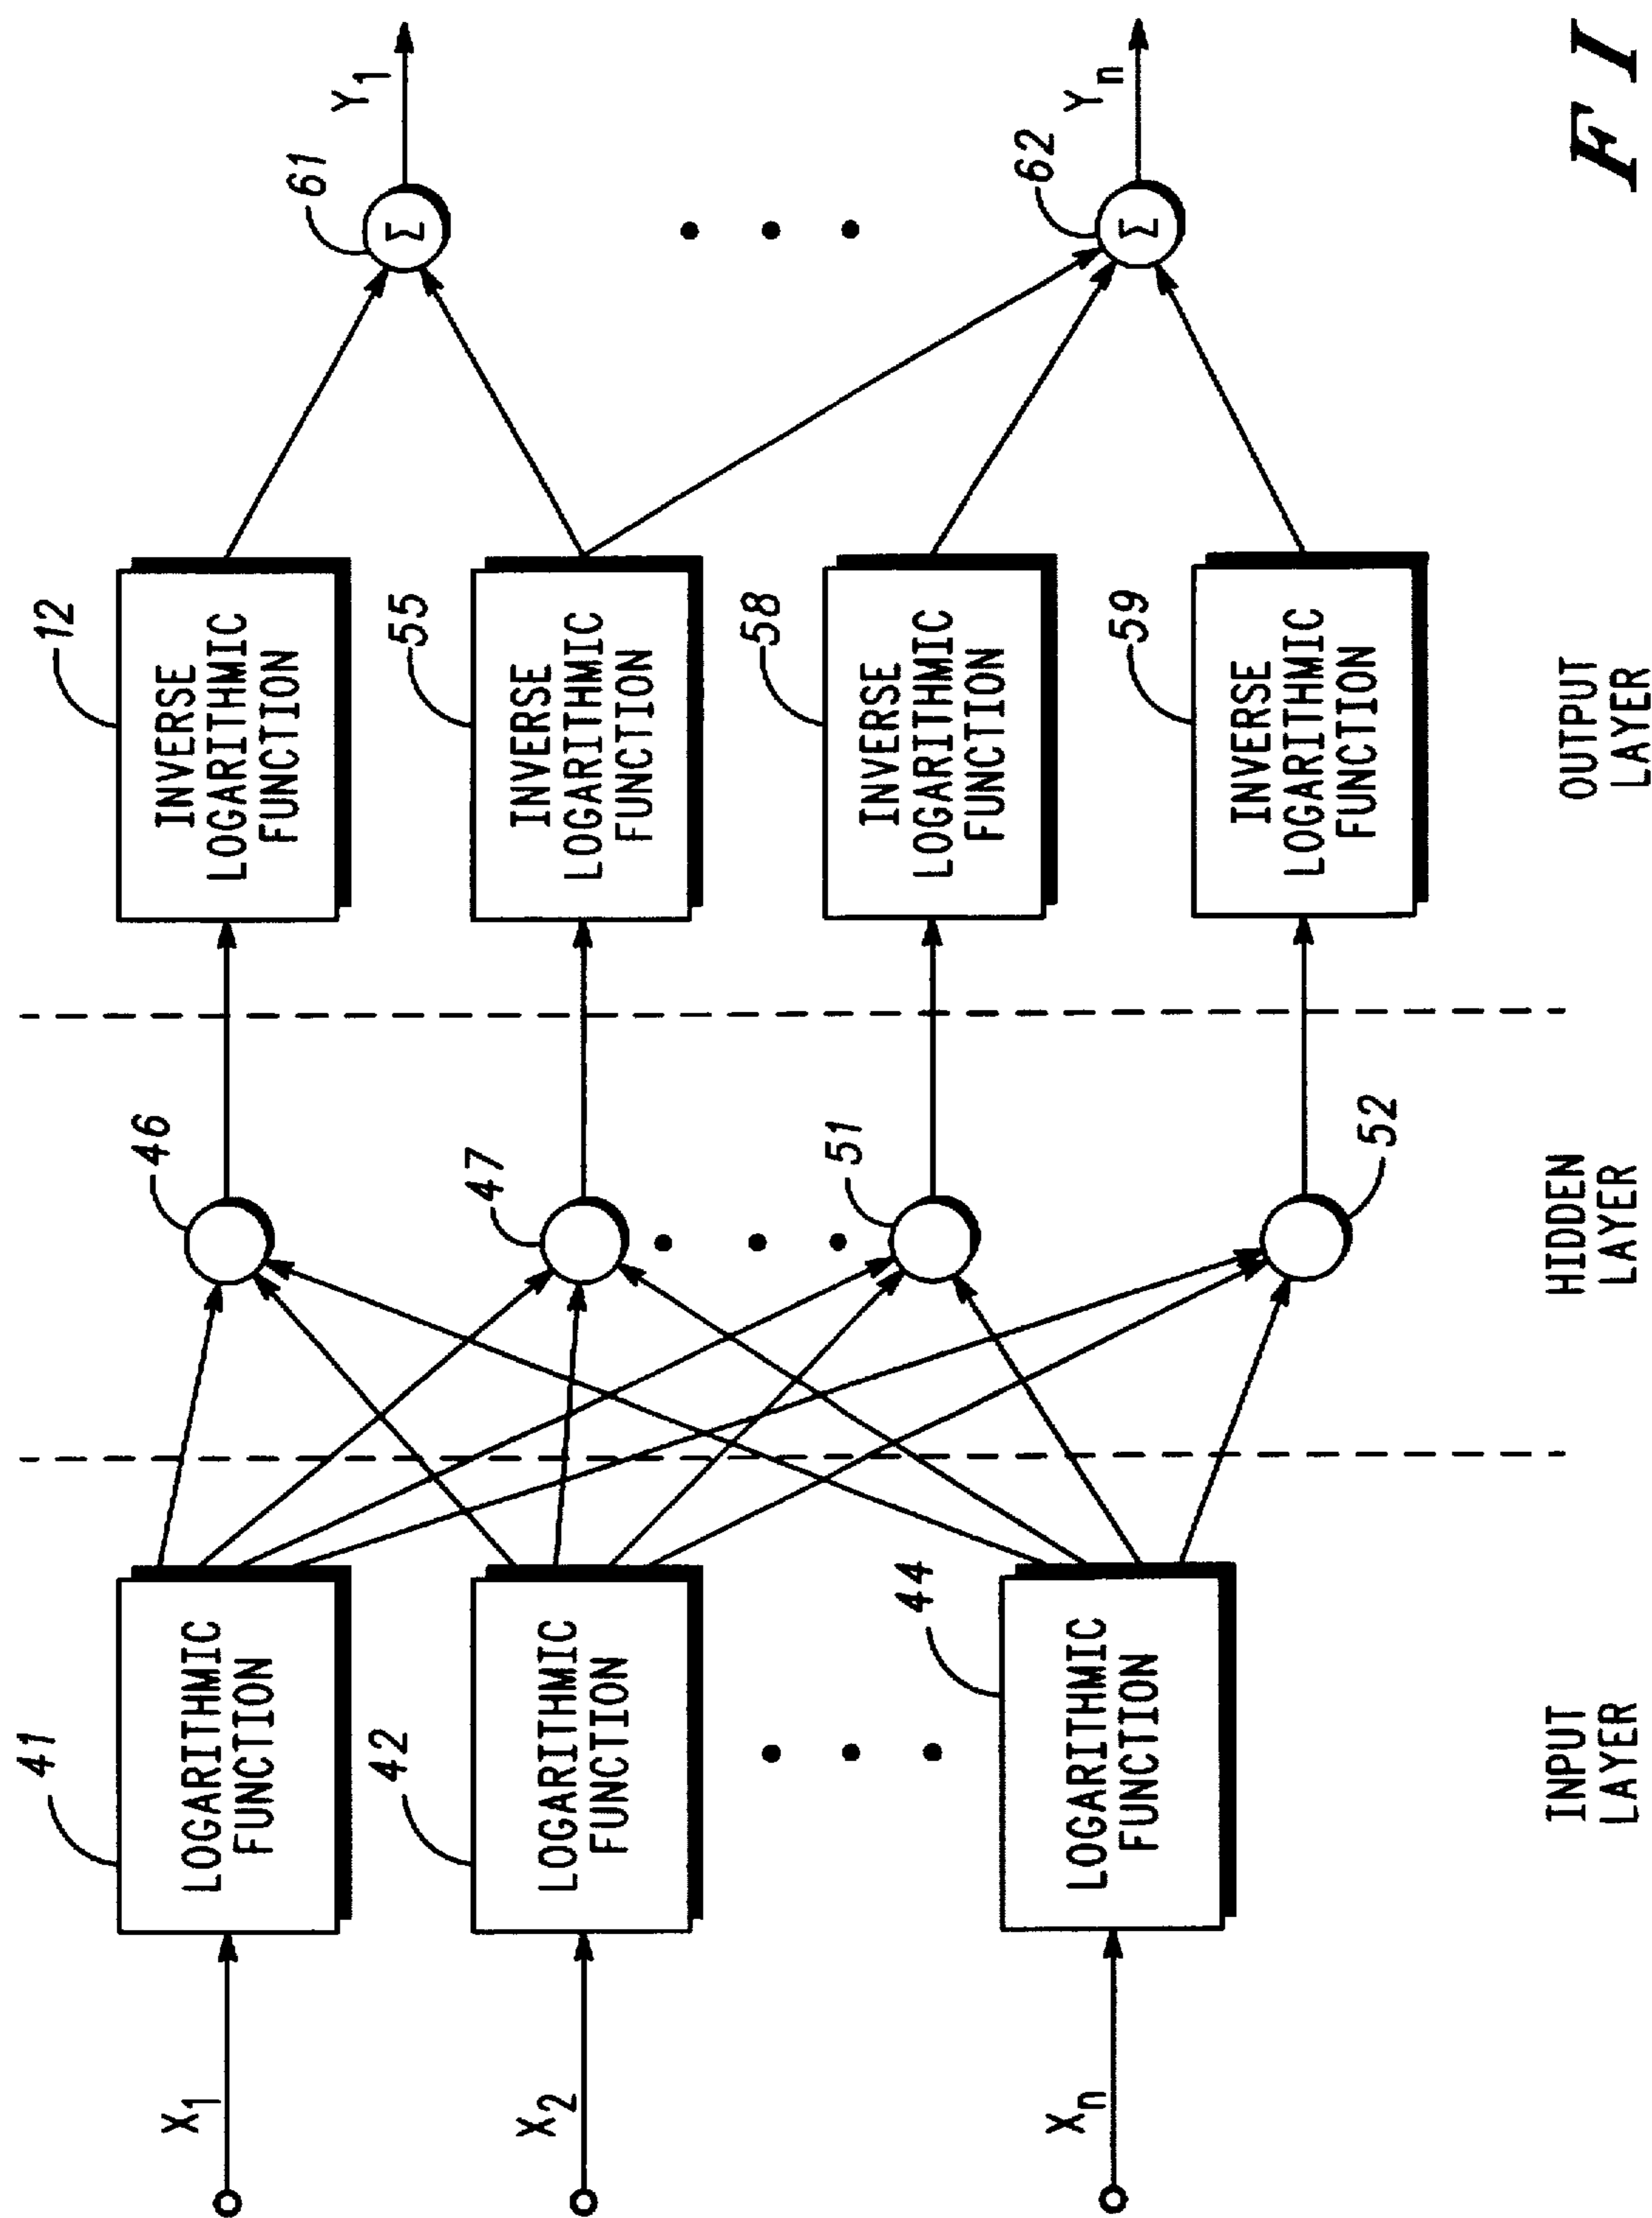 X1
X2
Xn
41
LOGARITHMIC
FUNCTION
42
LOGARITHMIC
FUNCTION
44
LOGARITHMIC
FUNCTION
INPUT
LAYER
46
47
51
52
HIDDEN
LAYER
12
INVERSE
LOGARITHMIC
FUNCTION
55
INVERSE
LOGARITHMIC
FUNCTION
58
INVERSE
LOGARITHMIC
FUNCTION
59
INVERSE
LOGARITHMIC
FUNCTION
OUTPUT
LAYER
61
Σ
Y1
62
Σ
Yn
F I